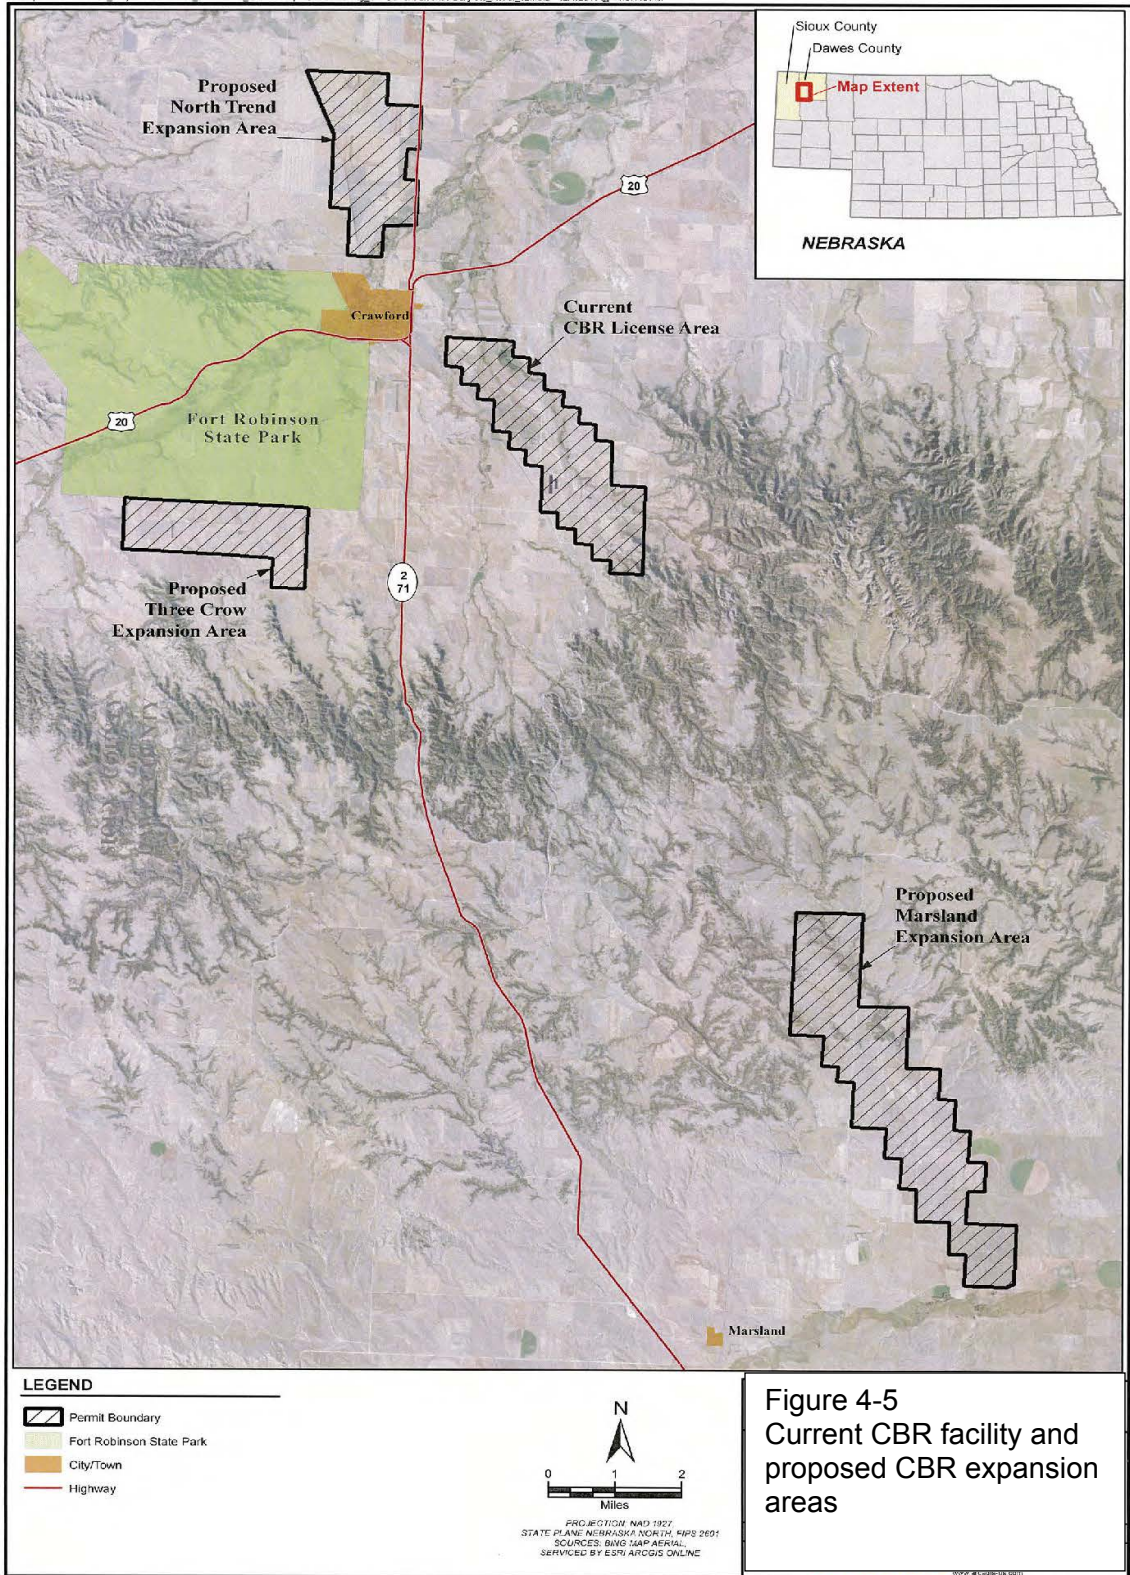 Sioux County
Dawes County
Map Extent
NEBRASKA
Proposed
North Trend
Expansion Area
20
Current
CBR License Area
Crawford
Fort Robinson
State Park
20
Proposed
Three Crow
Expansion Area
2
71
Proposed
Marsland
Expansion Area
Marsland
LEGEND
Permit Boundary
Fort Robinson State Park
City/Town
Highway
N
0 1 2
Miles
PROJECTION: NAD 1927,
STATE PLANE NEBRASKA NORTH, FIPS 2601
SOURCES: BING MAP AERIAL,
SERVICED BY ESRI ARCGIS ONLINE
Figure 4-5
Current CBR facility and
proposed CBR expansion
areas